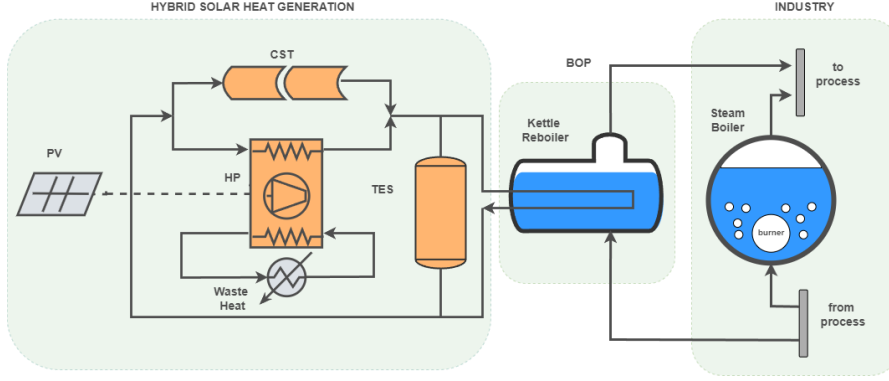 HYBRID SOLAR HEAT GENERATION
INDUSTRY
CST
BOP
to
process
Kettle
Reboiler
Steam
Boiler
PV
HP
TES
burner
Waste
Heat
from
process